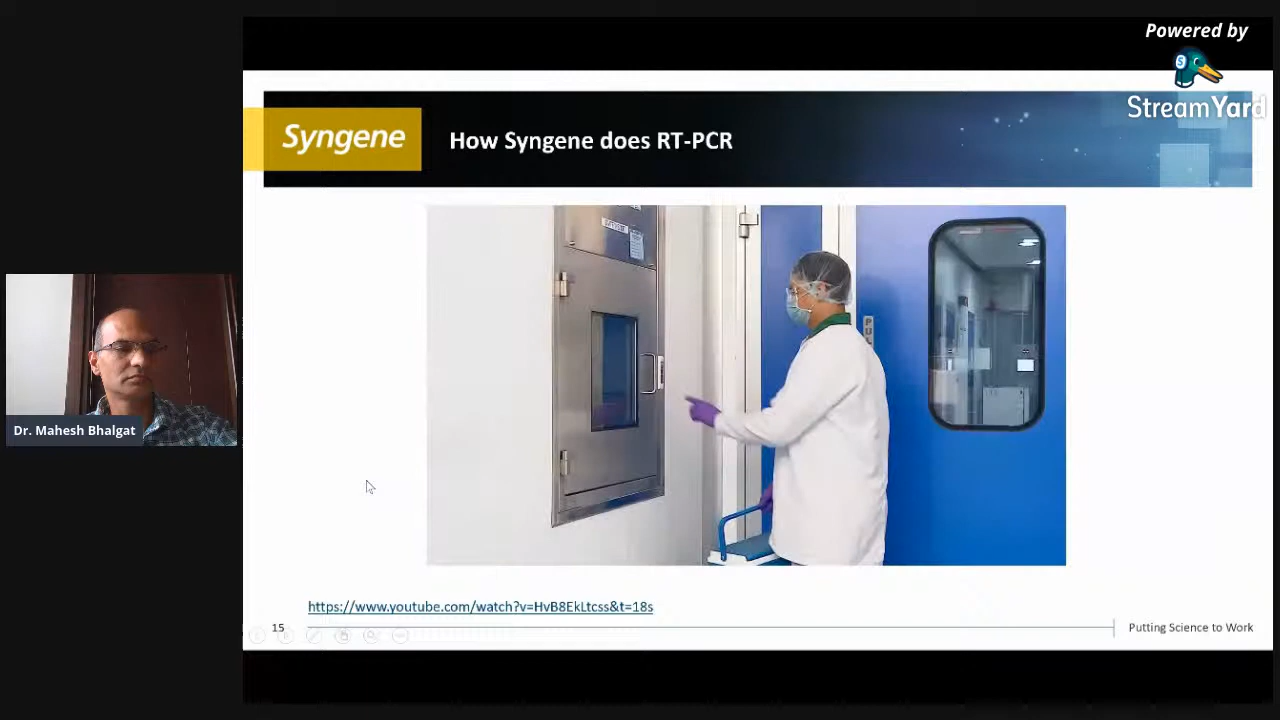 Powered by
StreamYard
Syngene
How Syngene does RT-PCR
PUL
Dr. Mahesh Bhalgat
https://www.youtube.com/watch?v=HvB8EkLtcss&t=18s
15
Putting Science to Work